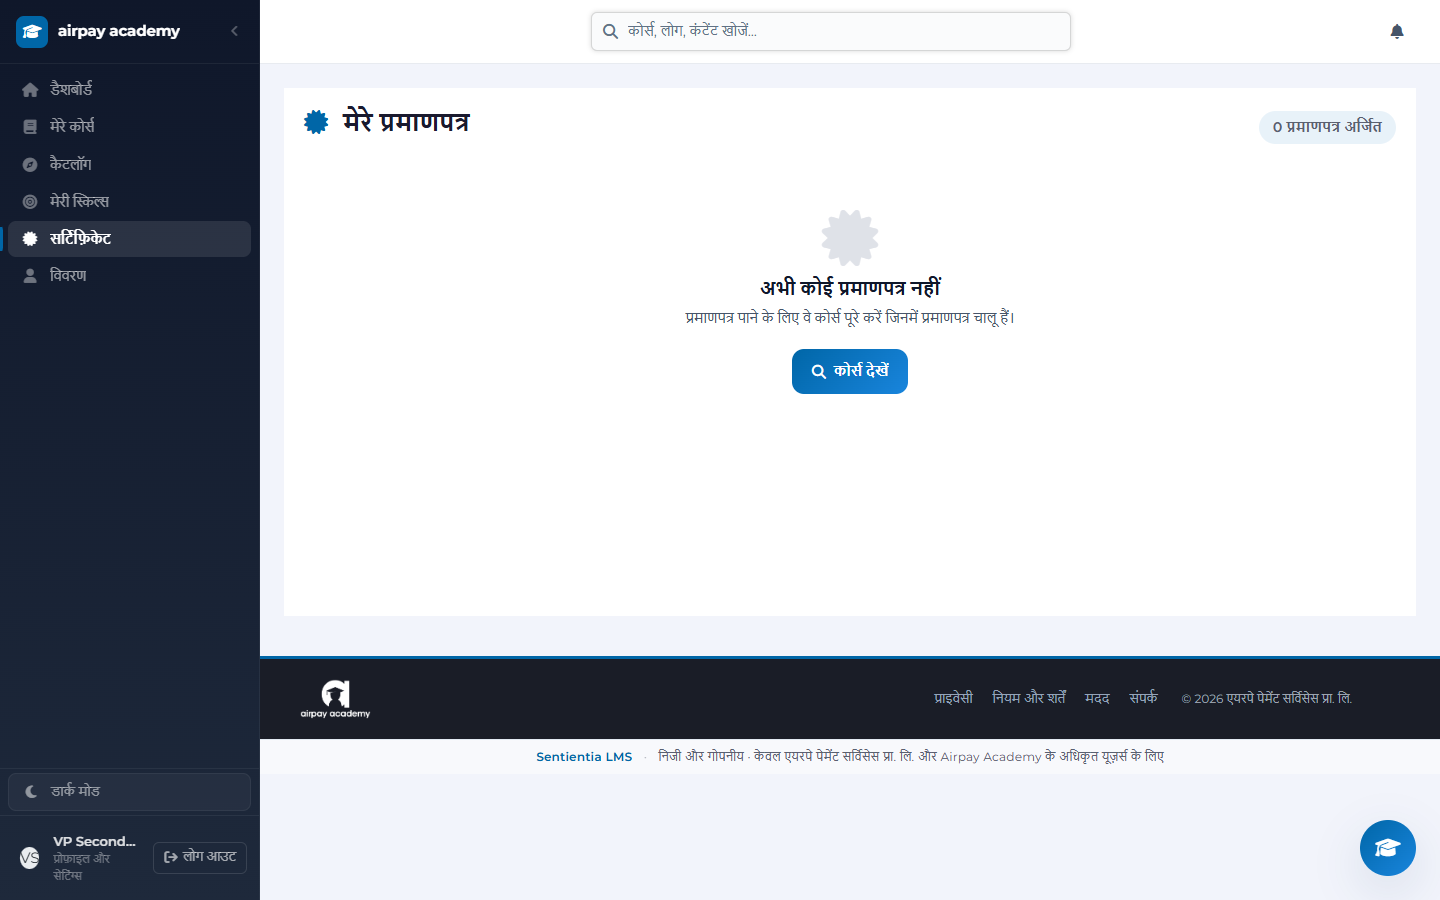 airpay academy
कोर्स, लोग, कंटेंट खोजें...
डैशबोर्ड
मेरे कोर्स
कैटलॉग
मेरी स्किल्स
सर्टिफ़िकेट
विवरण
मेरे प्रमाणपत्र
0 प्रमाणपत्र अर्जित
अभी कोई प्रमाणपत्र नहीं
प्रमाणपत्र पाने के लिए वे कोर्स पूरे करें जिनमें प्रमाणपत्र चालू हैं।
कोर्स देखें
airpay academy
प्राइवेसी नियम और शर्तें मदद संपर्क © 2026 एयरपे पेमेंट सर्विसेस प्रा. लि.
Sentientia LMS · निजी और गोपनीय · केवल एयरपे पेमेंट सर्विसेस प्रा. लि. और Airpay Academy के अधिकृत यूज़र्स के लिए
डार्क मोड
VS
VP Second...
प्रोफ़ाइल और
सेटिंग्स
लोग आउट